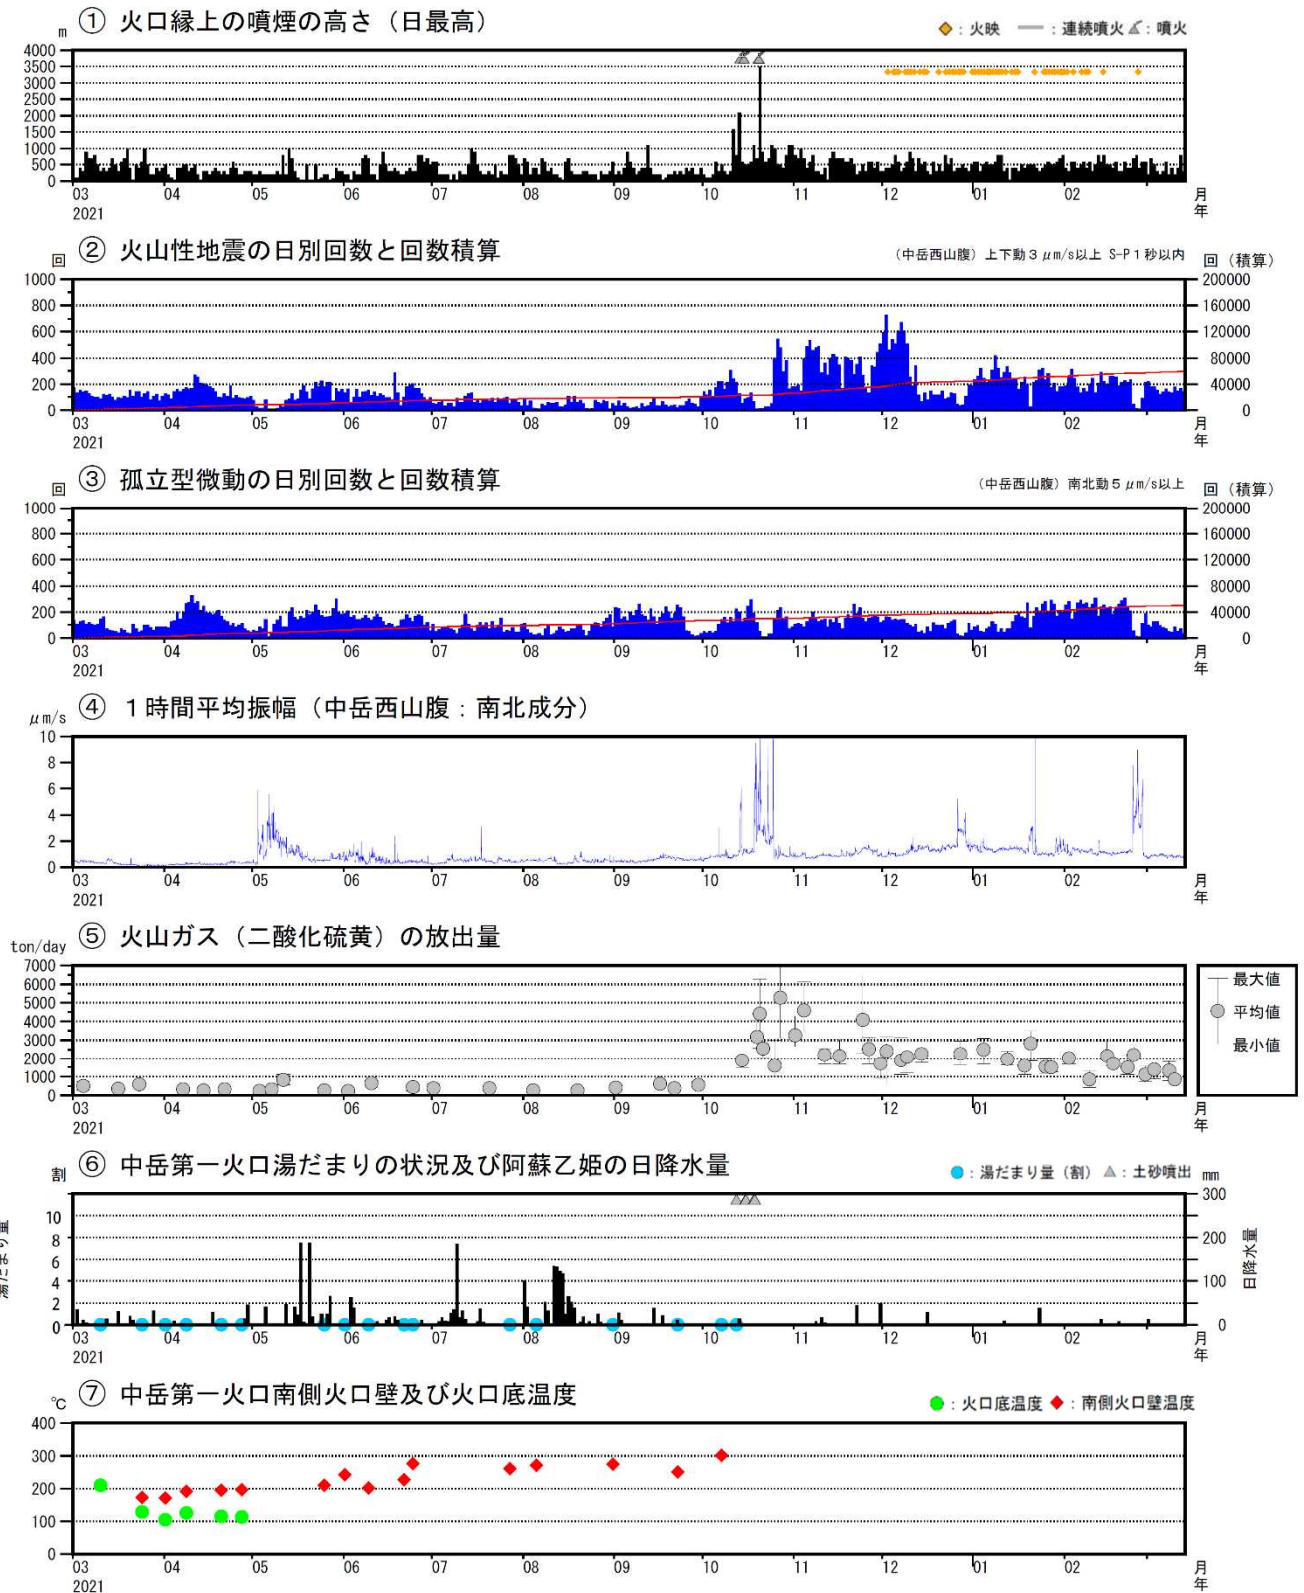 ① 火口縁上の噴煙の高さ（日最高）
◆：火映 ━：連続噴火 ：噴火
m
4000
3500
3000
2500
2000
1500
1000
500
0
03 04 05 06 07 08 09 10 11 12 01 02 月
2021 年
② 火山性地震の日別回数と回数積算
（中岳西山腹）上下動３μm/s以上 S-P１秒以内
回 回（積算）
1000 200000
800 160000
600 120000
400 80000
200 40000
0 0
03 04 05 06 07 08 09 10 11 12 01 02 月
2021 年
③ 孤立型微動の日別回数と回数積算
（中岳西山腹）南北動５μm/s以上
回 回（積算）
1000 200000
800 160000
600 120000
400 80000
200 40000
0 0
03 04 05 06 07 08 09 10 11 12 01 02 月
2021 年
④ １時間平均振幅（中岳西山腹：南北成分）
μm/s
10
8
6
4
2
0
03 04 05 06 07 08 09 10 11 12 01 02 月
2021 年
⑤ 火山ガス（二酸化硫黄）の放出量
ton/day
7000
6000
5000
4000
3000
2000
1000
0
最大値
平均値
最小値
03 04 05 06 07 08 09 10 11 12 01 02 月
2021 年
⑥ 中岳第一火口湯だまりの状況及び阿蘇乙姫の日降水量
●：湯だまり量（割） ▲：土砂噴出
割 mm
10 300
8 200
6 100
4 0
2
0
湯だまり量
日降水量
03 04 05 06 07 08 09 10 11 12 01 02 月
2021 年
⑦ 中岳第一火口南側火口壁及び火口底温度
●：火口底温度 ◆：南側火口壁温度
℃
400
300
200
100
0
03 04 05 06 07 08 09 10 11 12 01 02 月
2021 年